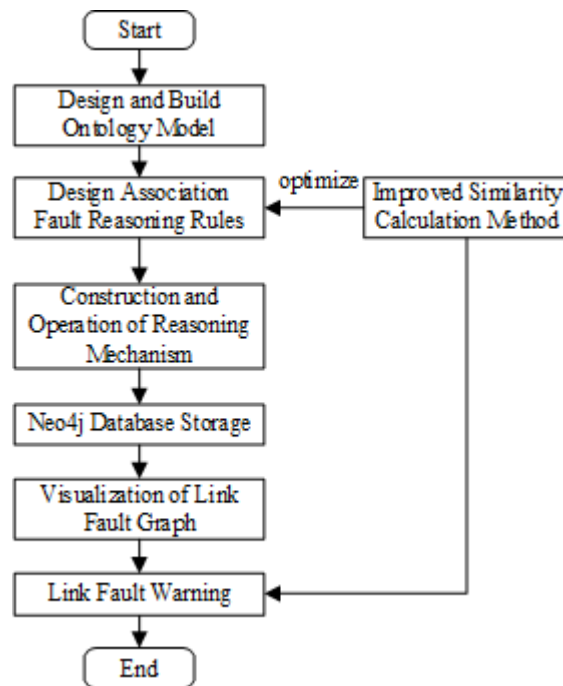 Start
Design and Build
Ontology Model
Design Association
Fault Reasoning Rules
optimize
Improved Similarity
Calculation Method
Construction and
Operation of Reasoning
Mechanism
Neo4j Database Storage
Visualization of Link
Fault Graph
Link Fault Warning
End